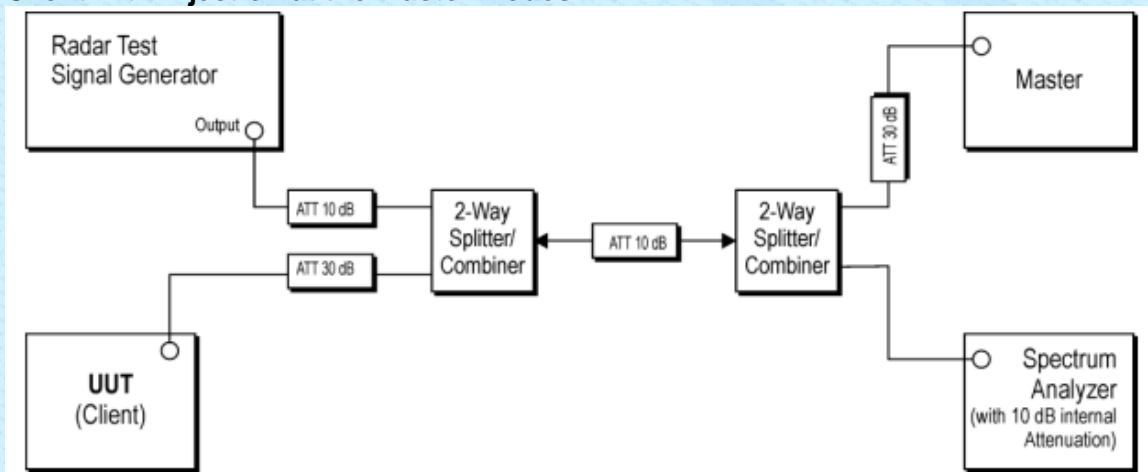 Radar Test
Signal Generator
Output
Master
ATT 30 dB
ATT 10 dB
2-Way
Splitter/
Combiner
ATT 10 dB
2-Way
Splitter/
Combiner
ATT 30 dB
UUT
(Client)
Spectrum
Analyzer
(with 10 dB internal
Attenuation)